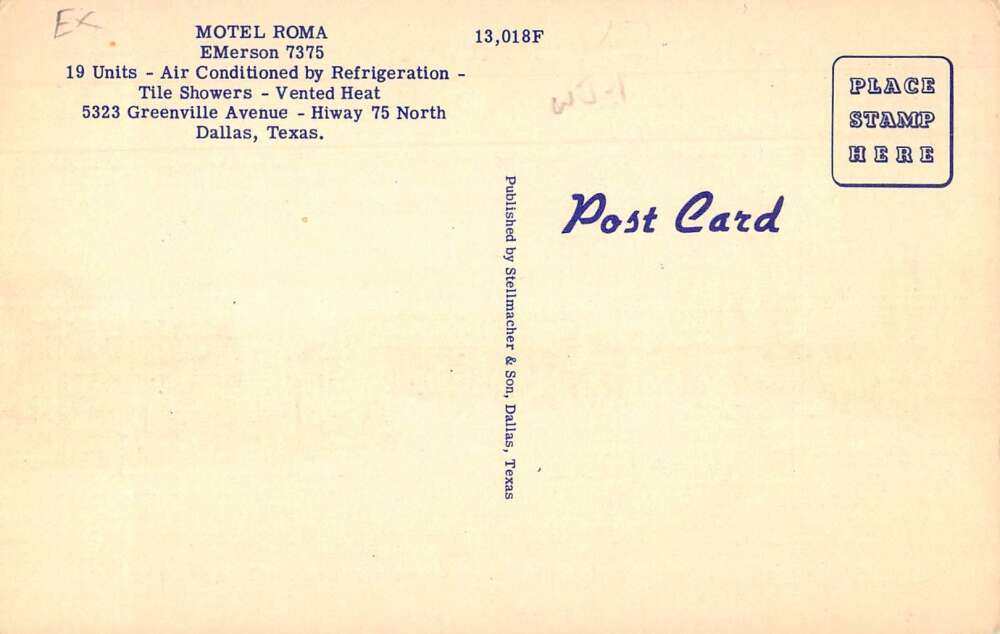 EX
MOTEL ROMA
EMerson 7375
19 Units - Air Conditioned by Refrigeration -
Tile Showers - Vented Heat
5323 Greenville Avenue - Hiway 75 North
Dallas, Texas.
13,018F
PLACE
STAMP
HERE
Post Card
Published by Stellmacher & Son, Dallas, Texas